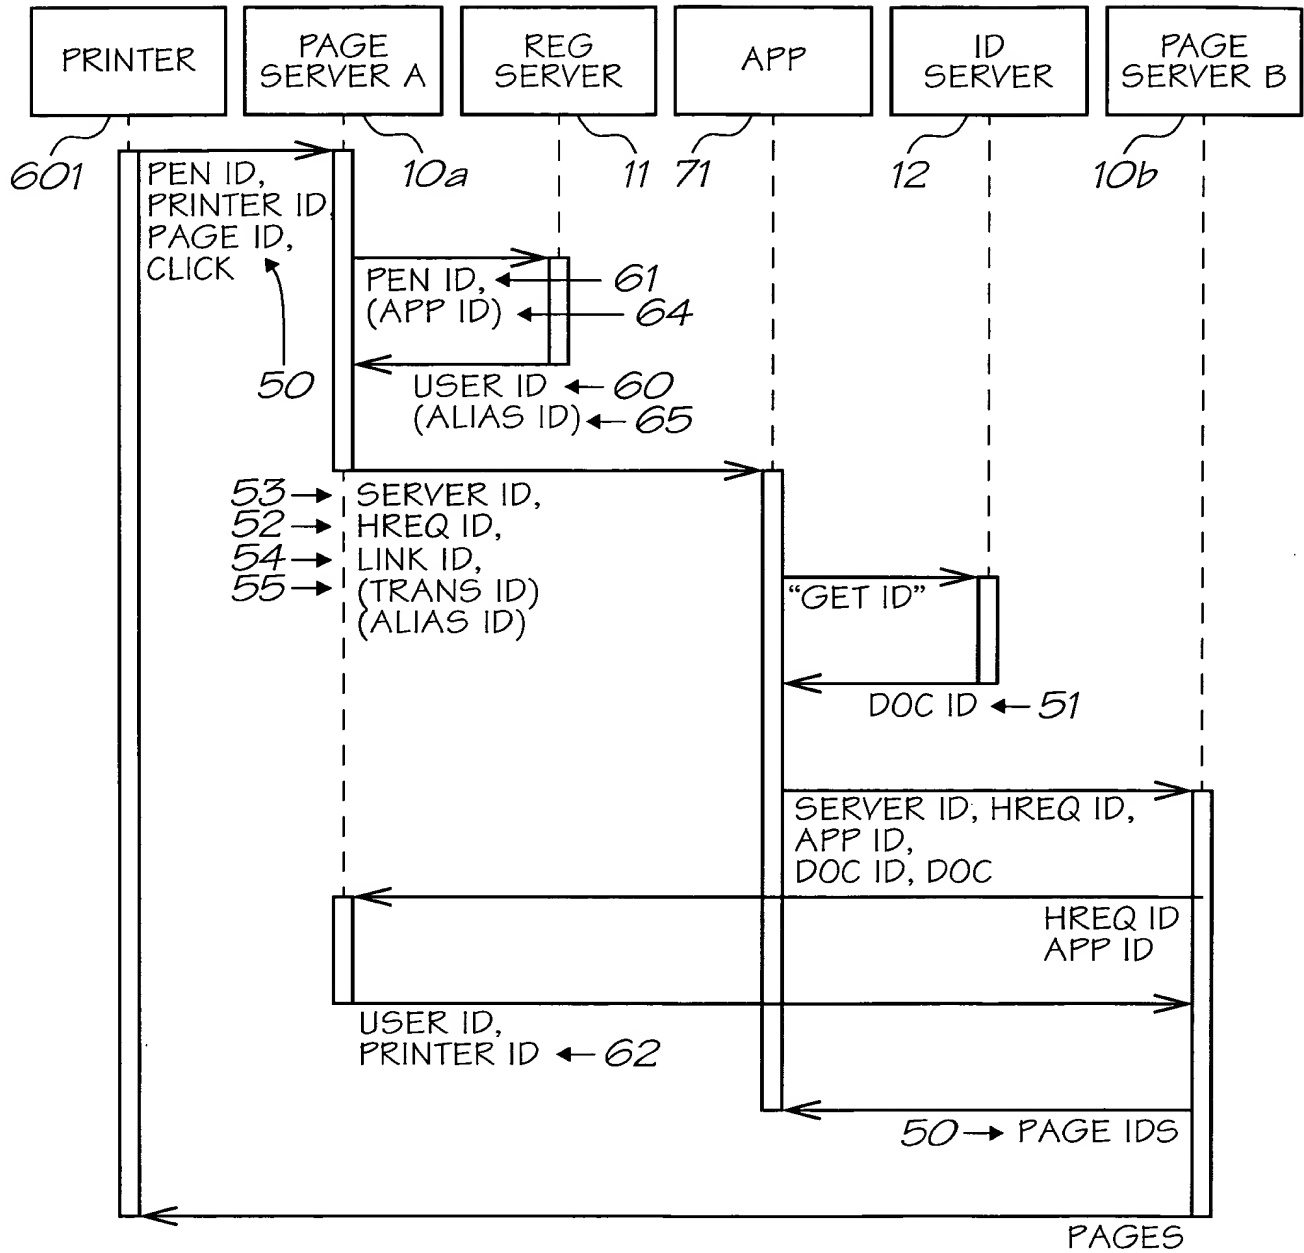 PRINTER
PAGE
SERVER A
REG
SERVER
APP
ID
SERVER
PAGE
SERVER B
601
10a
11
71
12
10b
PEN ID,
PRINTER ID
PAGE ID,
CLICK
50
PEN ID, 61
(APP ID) 64
USER ID 60
(ALIAS ID) 65
53 SERVER ID,
52 HREQ ID,
54 LINK ID,
55 (TRANS ID)
(ALIAS ID)
“GET ID”
DOC ID 51
SERVER ID, HREQ ID,
APP ID,
DOC ID, DOC
HREQ ID
APP ID
USER ID,
PRINTER ID 62
50 PAGE IDS
PAGES